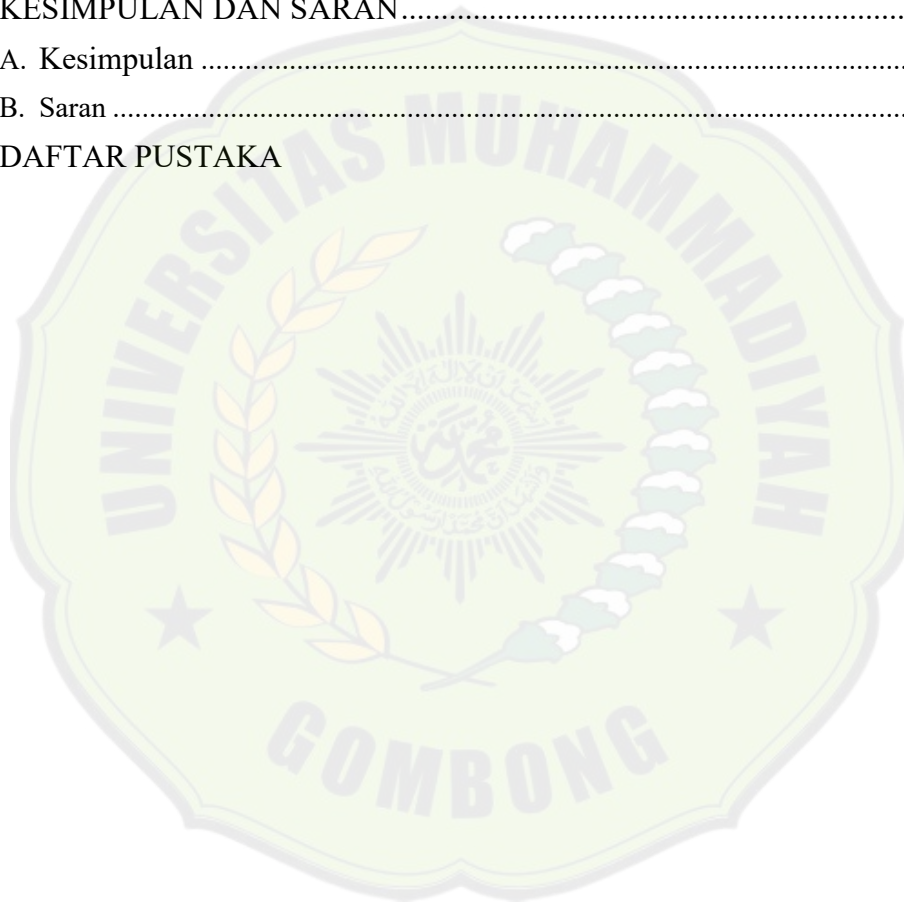 KESIMPULAN DAN SARAN...............................................................
A. Kesimpulan ...............................................................................................
B. Saran ..........................................................................................................
DAFTAR PUSTAKA
UNIVERSITAS MUHAMMADIYAH
GOMBONG